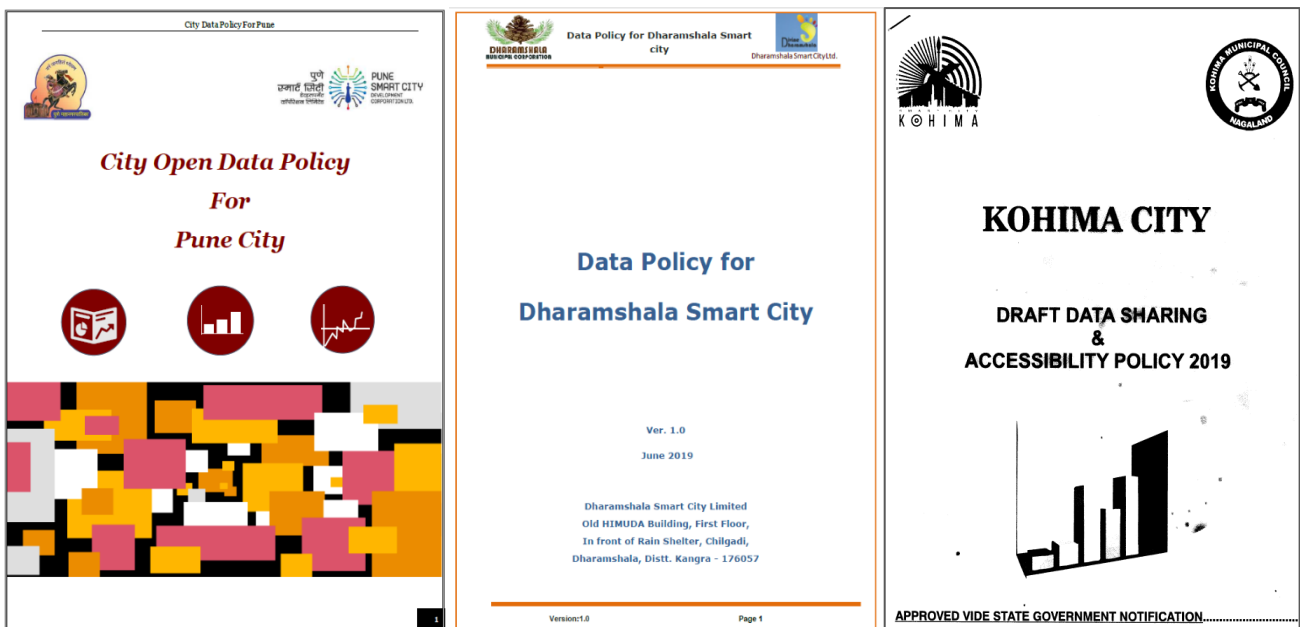 City Data Policy For Pune
पुणे
स्मार्ट सिटी
PUNE
SMART CITY
DEVELOPMENT
CORPORATION LTD.
City Open Data Policy
For
Pune City
1
DHARAMSHALA
MUNICIPAL CORPORATION
Data Policy for Dharamshala Smart
city
Dharamshala Smart City Ltd.
Data Policy for
Dharamshala Smart City
Ver. 1.0
June 2019
Dharamshala Smart City Limited
Old HIMUDA Building, First Floor,
In front of Rain Shelter, Chilgadi,
Dharamshala, Distt. Kangra - 176057
Version:1.0
Page 1
SMART CITY
KOHIMA
KOHIMA MUNICIPAL COUNCIL
NAGALAND
KOHIMA CITY
DRAFT DATA SHARING
&
ACCESSIBILITY POLICY 2019
APPROVED VIDE STATE GOVERNMENT NOTIFICATION......................